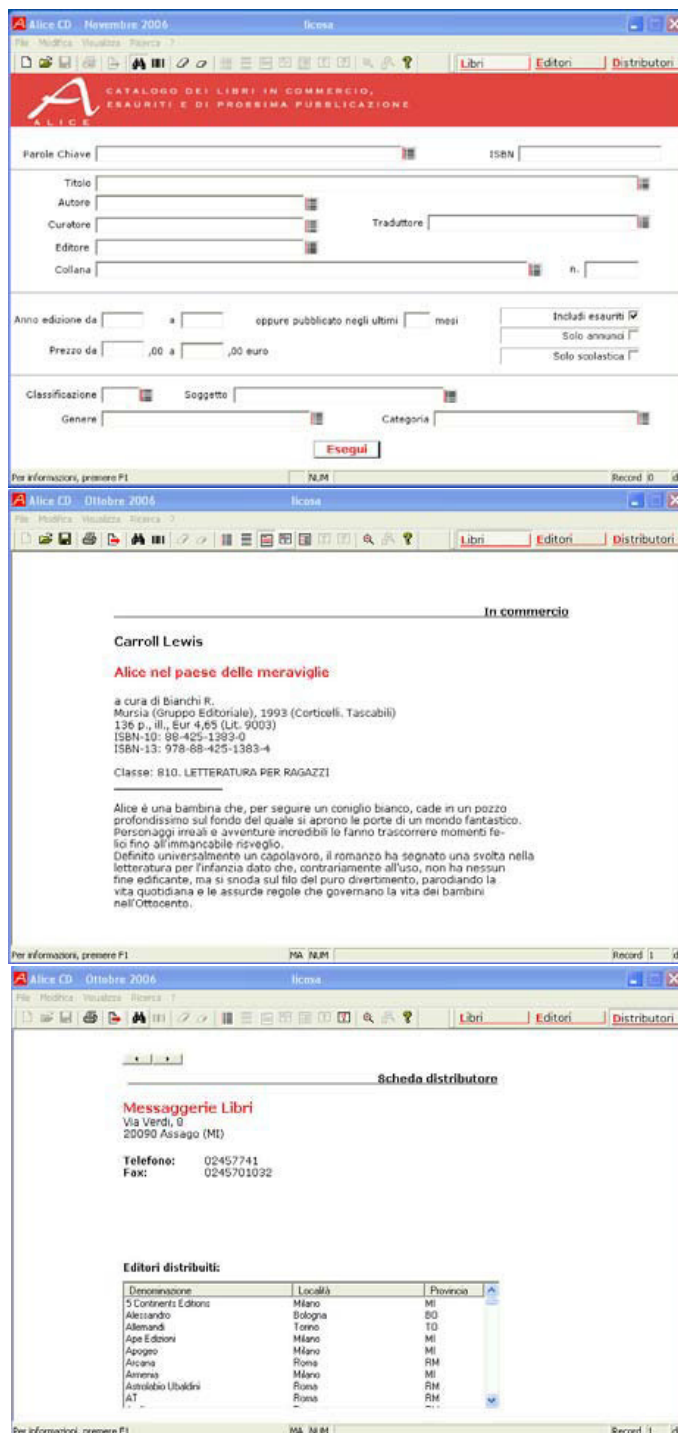 Alice CD Novembre 2006 licosa
File Modifica Visualizza Ricerca ?
Libri Editori Distributori
CATALOGO DEI LIBRI IN COMMERCIO,
ESAURITI E DI PROSSIMA PUBBLICAZIONE
ALICE
Parole Chiave ISBN
Titolo
Autore
Curatore Traduttore
Editore
Collana n.
Anno edizione da a oppure pubblicato negli ultimi mesi Includi esauriti
Solo annunci
Prezzo da ,00 a ,00 euro Solo scolastica
Classificazione Soggetto
Genere Categoria
Esegui
Per informazioni, premere F1 NUM Record 0 d
Alice CD Ottobre 2006 licosa
File Modifica Visualizza Ricerca ?
Libri Editori Distributori
In commercio
Carroll Lewis
Alice nel paese delle meraviglie
a cura di Bianchi R.
Mursia (Gruppo Editoriale), 1993 (Corticelli. Tascabili)
136 p., ill., Eur 4,65 (Lit. 9003)
ISBN-10: 88-425-1383-0
ISBN-13: 978-88-425-1383-4
Classe: 810. LETTERATURA PER RAGAZZI
Alice é una bambina che, per seguire un coniglio bianco, cade in un pozzo
profondissimo sul fondo del quale si aprono le porte di un mondo fantastico.
Personaggi irreali e avventure incredibili le fanno trascorrere momenti fe-
lici fino all'immancabile risveglio.
Definito universalmente un capolavoro, il romanzo ha segnato una svolta nella
letteratura per l'infanzia dato che, contrariamente all'uso, non ha nessun
fine edificante, ma si snoda sul filo del puro divertimento, parodiando la
vita quotidiana e le assurde regole che governano la vita dei bambini
nell'Ottocento.
Per informazioni, premere F1 MA NUM Record 1 d
Alice CD Ottobre 2006 licosa
File Modifica Visualizza Ricerca ?
Libri Editori Distributori
Scheda distributore
Messaggerie Libri
Via Verdi, 8
20090 Assago (MI)
Telefono: 02457741
Fax: 0245701032
Editori distribuiti:
Denominazione Località Provincia
5 Continents Editions Milano MI
Alessandro Bologna BO
Allemandi Torino TO
Ape Edizioni Milano MI
Apogeo Milano MI
Arcana Roma RM
Armenia Milano MI
Astrolabio Ubaldini Roma RM
AT Roma RM
Per informazioni, premere F1 MA NUM Record 1 d